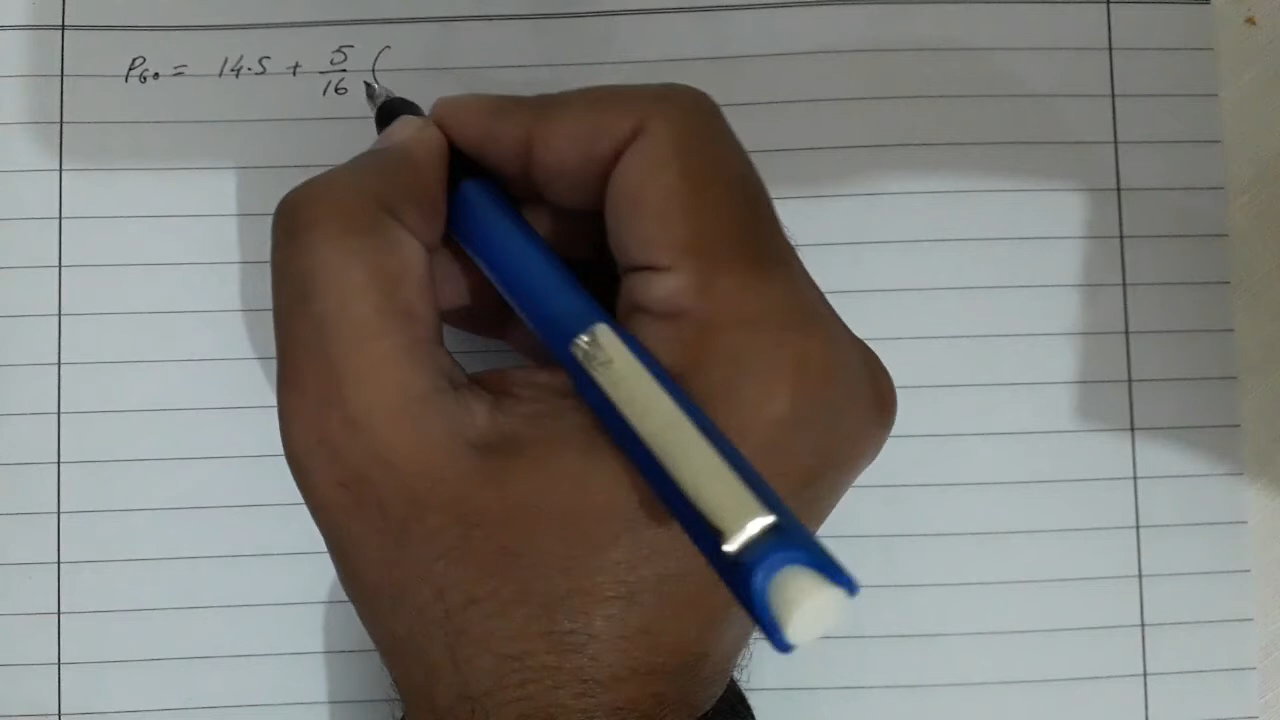 P₆₀ = 14.5 + 5/16 (